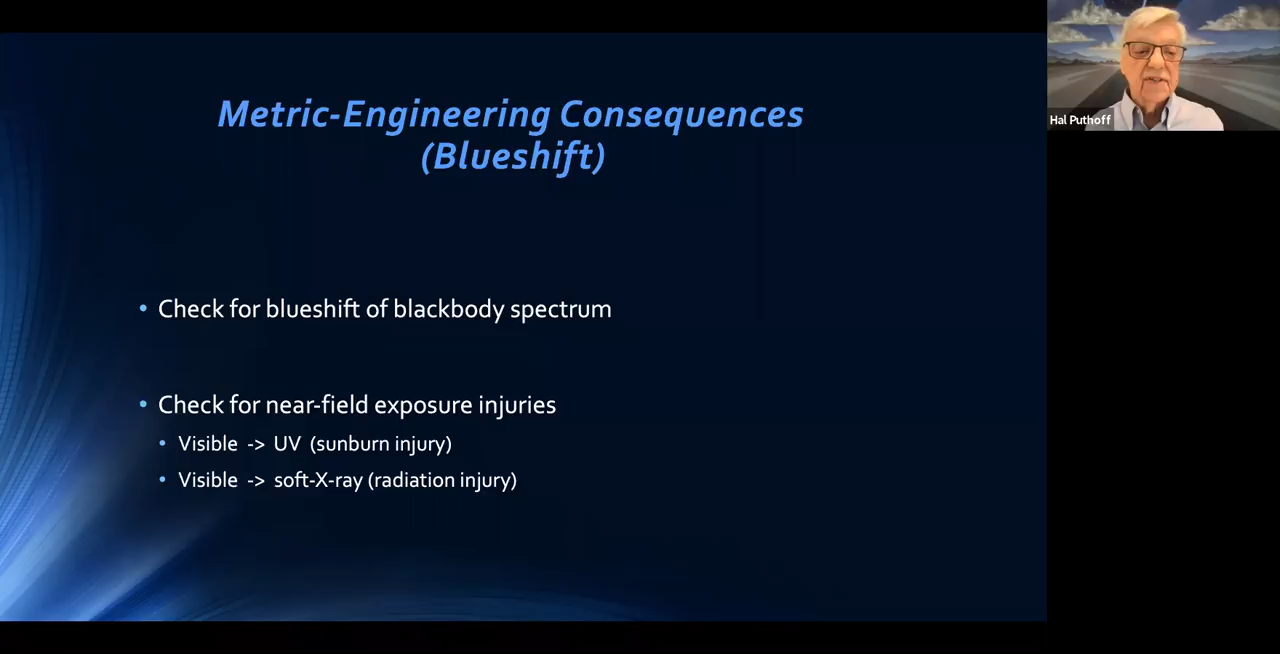 Metric-Engineering Consequences
(Blueshift)
• Check for blueshift of blackbody spectrum
• Check for near-field exposure injuries
• Visible -> UV (sunburn injury)
• Visible -> soft-X-ray (radiation injury)
Hal Puthoff